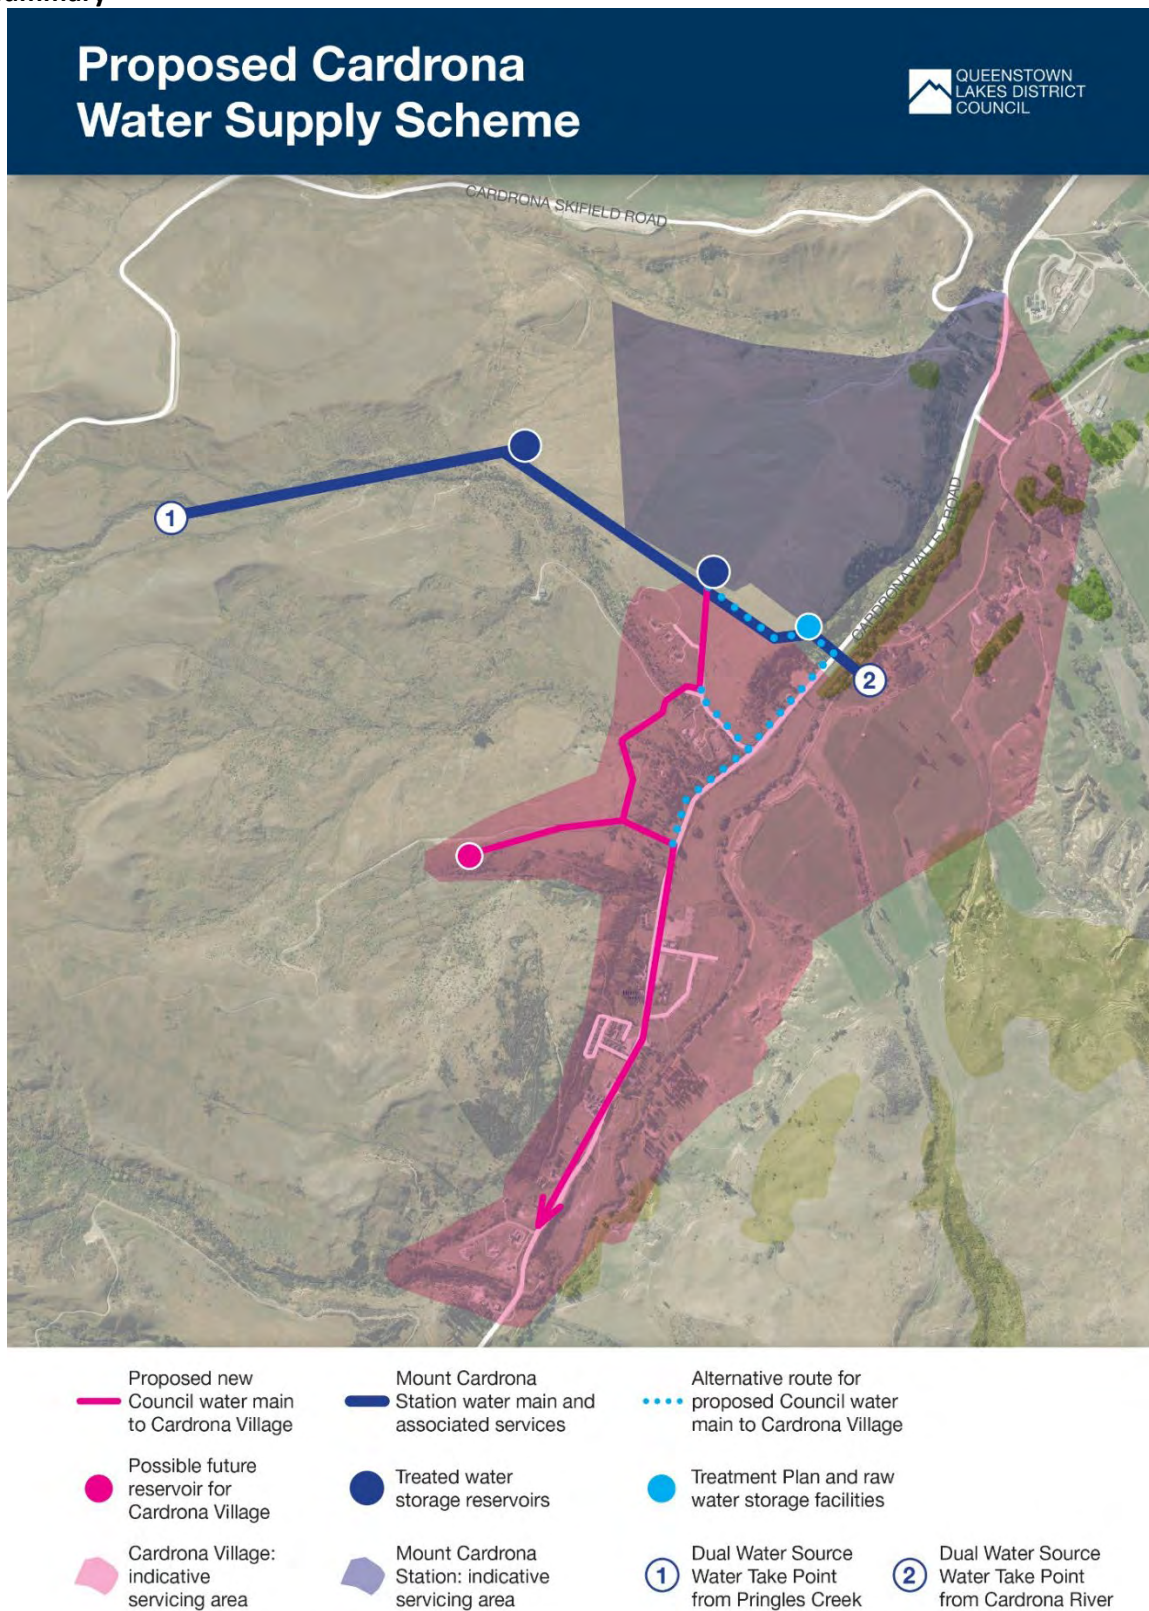 Proposed Cardrona
Water Supply Scheme
QUEENSTOWN
LAKES DISTRICT
COUNCIL
CARDRONA SKIFIELD ROAD
CARDRONA VALLEY ROAD
1
2
Proposed new
Council water main
to Cardrona Village
Mount Cardrona
Station water main and
associated services
Alternative route for
proposed Council water
main to Cardrona Village
Possible future
reservoir for
Cardrona Village
Treated water
storage reservoirs
Treatment Plan and raw
water storage facilities
Cardrona Village:
indicative
servicing area
Mount Cardrona
Station: indicative
servicing area
1
Dual Water Source
Water Take Point
from Pringles Creek
2
Dual Water Source
Water Take Point
from Cardrona River